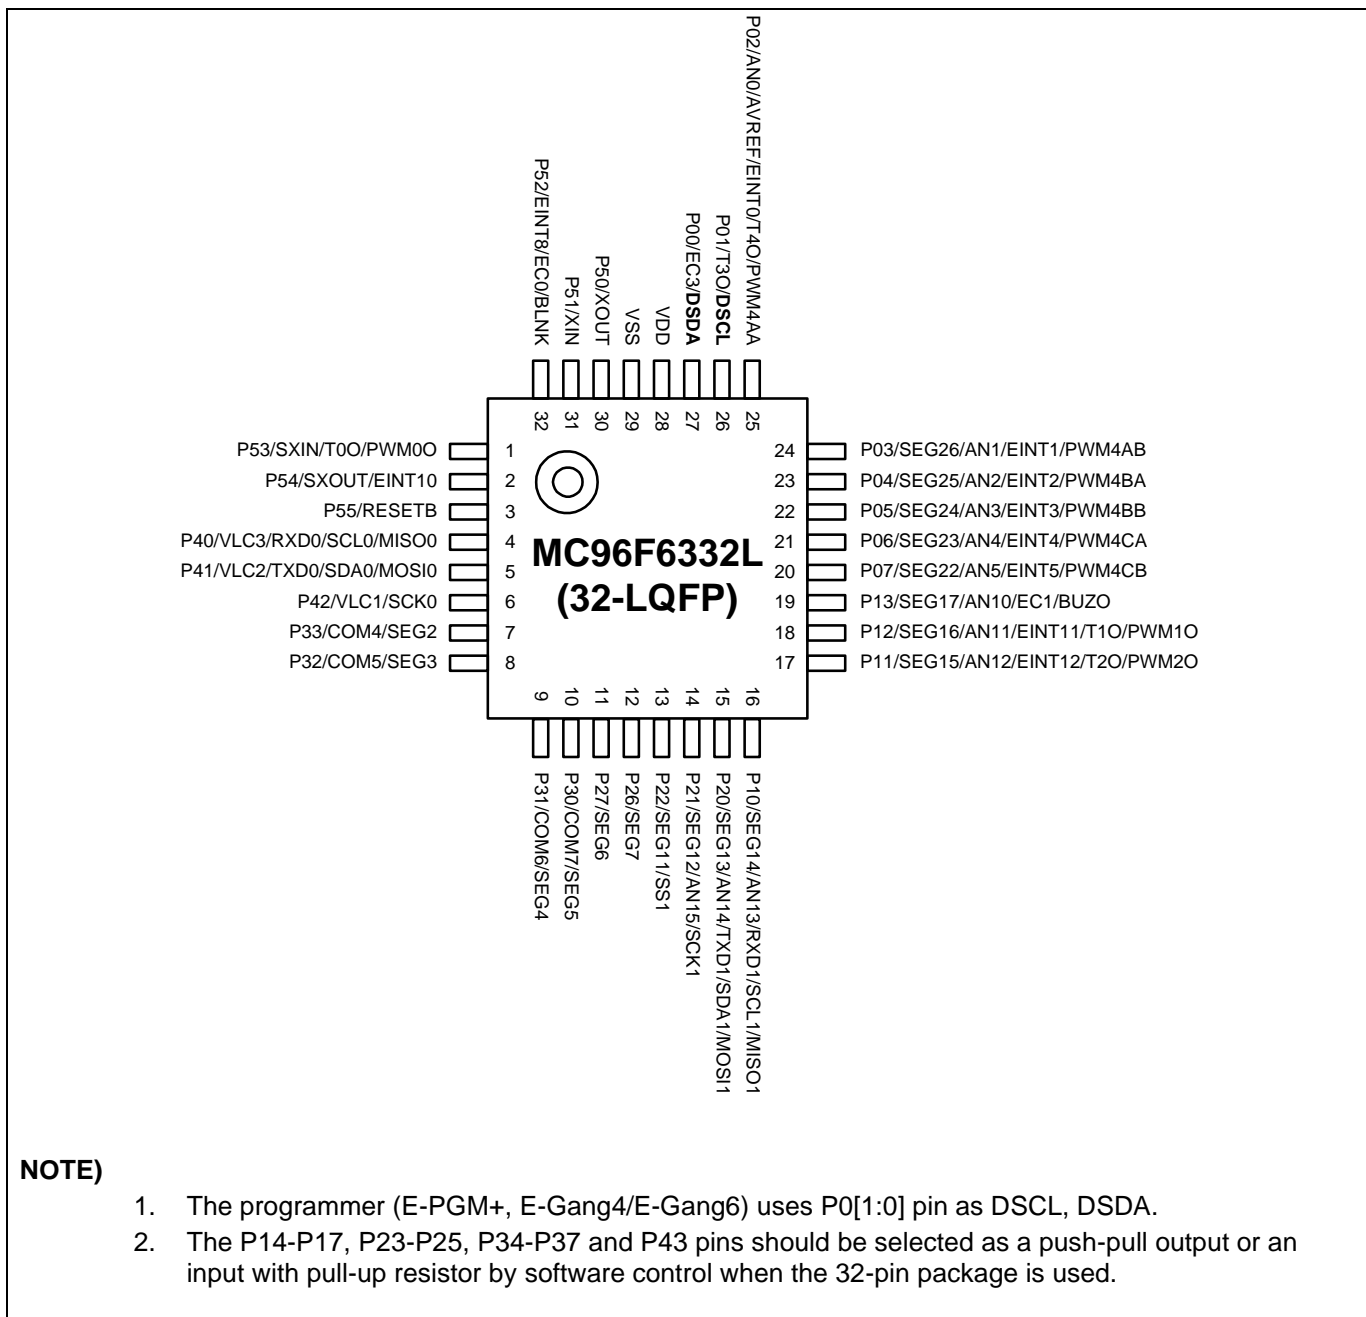 P52/EINT8/EC0/BLNK
P51/XIN
P50/XOUT
VSS
VDD
P00/EC3/DSDA
P01/T3O/DSCL
P02/AN0/AVREF/EINT0/T4O/PWM4AA
32
31
30
29
28
27
26
25
P53/SXIN/T0O/PWM0O
1
P54/SXOUT/EINT10
2
P55/RESETB
3
P40/VLC3/RXD0/SCL0/MISO0
4
P41/VLC2/TXD0/SDA0/MOSI0
5
P42/VLC1/SCK0
6
P33/COM4/SEG2
7
P32/COM5/SEG3
8
MC96F6332L
(32-LQFP)
24
P03/SEG26/AN1/EINT1/PWM4AB
23
P04/SEG25/AN2/EINT2/PWM4BA
22
P05/SEG24/AN3/EINT3/PWM4BB
21
P06/SEG23/AN4/EINT4/PWM4CA
20
P07/SEG22/AN5/EINT5/PWM4CB
19
P13/SEG17/AN10/EC1/BUZO
18
P12/SEG16/AN11/EINT11/T1O/PWM1O
17
P11/SEG15/AN12/EINT12/T2O/PWM2O
9
10
11
12
13
14
15
16
P31/COM6/SEG4
P30/COM7/SEG5
P27/SEG6
P26/SEG7
P22/SEG11/SS1
P21/SEG12/AN15/SCK1
P20/SEG13/AN14/TXD1/SDA1/MOSI1
P10/SEG14/AN13/RXD1/SCL1/MISO1
NOTE)
1. The programmer (E-PGM+, E-Gang4/E-Gang6) uses P0[1:0] pin as DSCL, DSDA.
2. The P14-P17, P23-P25, P34-P37 and P43 pins should be selected as a push-pull output or an
input with pull-up resistor by software control when the 32-pin package is used.